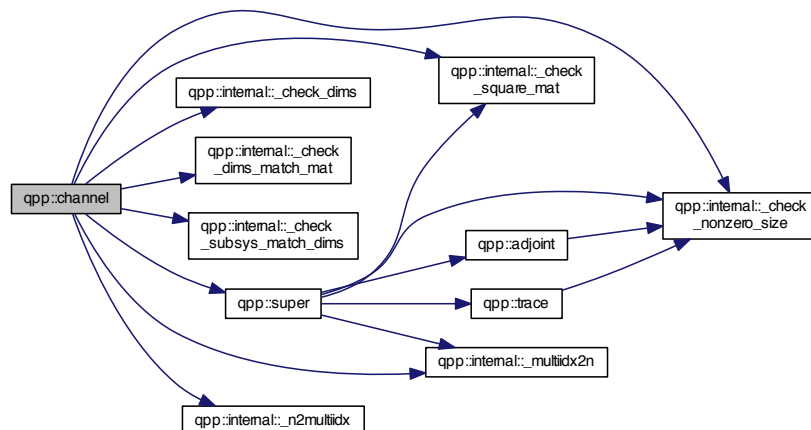 qpp::internal::_check
_square_mat
qpp::internal::_check_dims
qpp::internal::_check
_dims_match_mat
qpp::channel
qpp::internal::_check
_nonzero_size
qpp::internal::_check
_subsys_match_dims
qpp::adjoint
qpp::super
qpp::trace
qpp::internal::_multiidx2n
qpp::internal::_n2multiidx